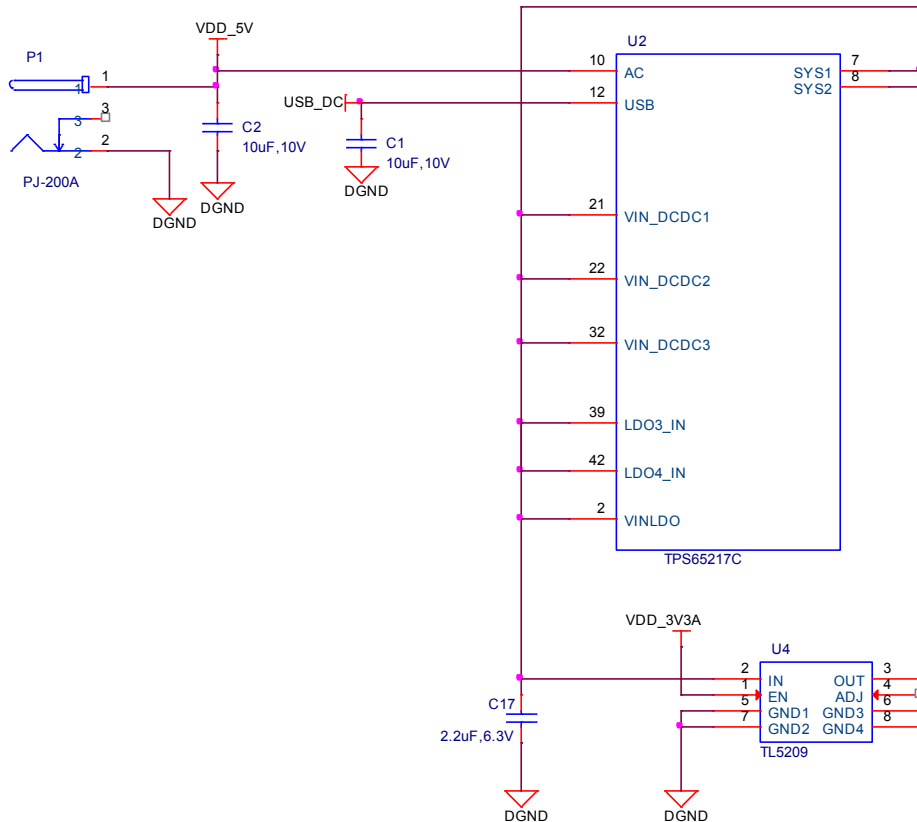 VDD_5V
P1
1
1
3
3
2
2
PJ-200A
DGND
C2
10uF,10V
DGND
USB_DC
C1
10uF,10V
DGND
U2
10
AC
12
USB
SYS1
7
SYS2
8
21
VIN_DCDC1
22
VIN_DCDC2
32
VIN_DCDC3
39
LDO3_IN
42
LDO4_IN
2
VINLDO
TPS65217C
VDD_3V3A
U4
2
IN
1
EN
5
GND1
7
GND2
OUT
3
ADJ
4
GND3
6
GND4
8
TL5209
C17
2.2uF,6.3V
DGND
DGND